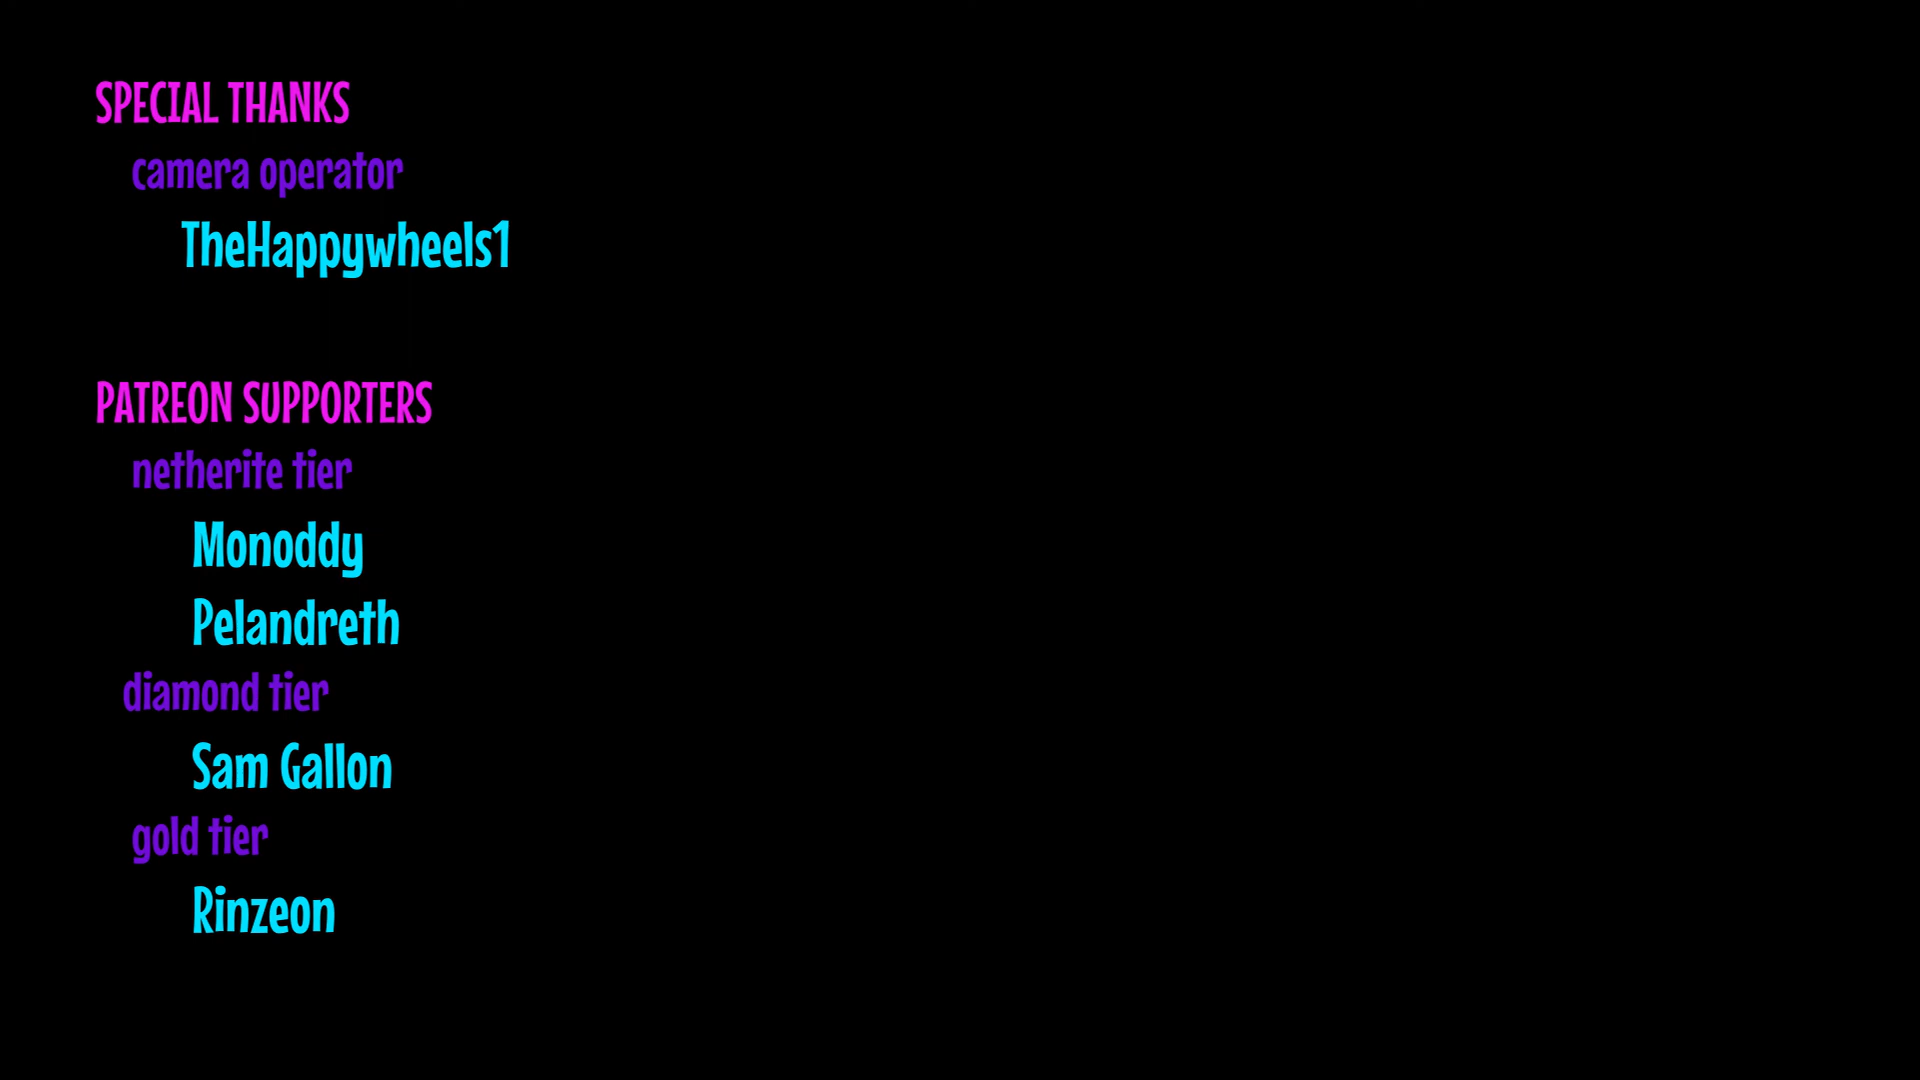 SPECIAL THANKS
camera operator
TheHappywheels1
PATREON SUPPORTERS
netherite tier
Monoddy
Pelandreth
diamond tier
Sam Gallon
gold tier
Rinzeon